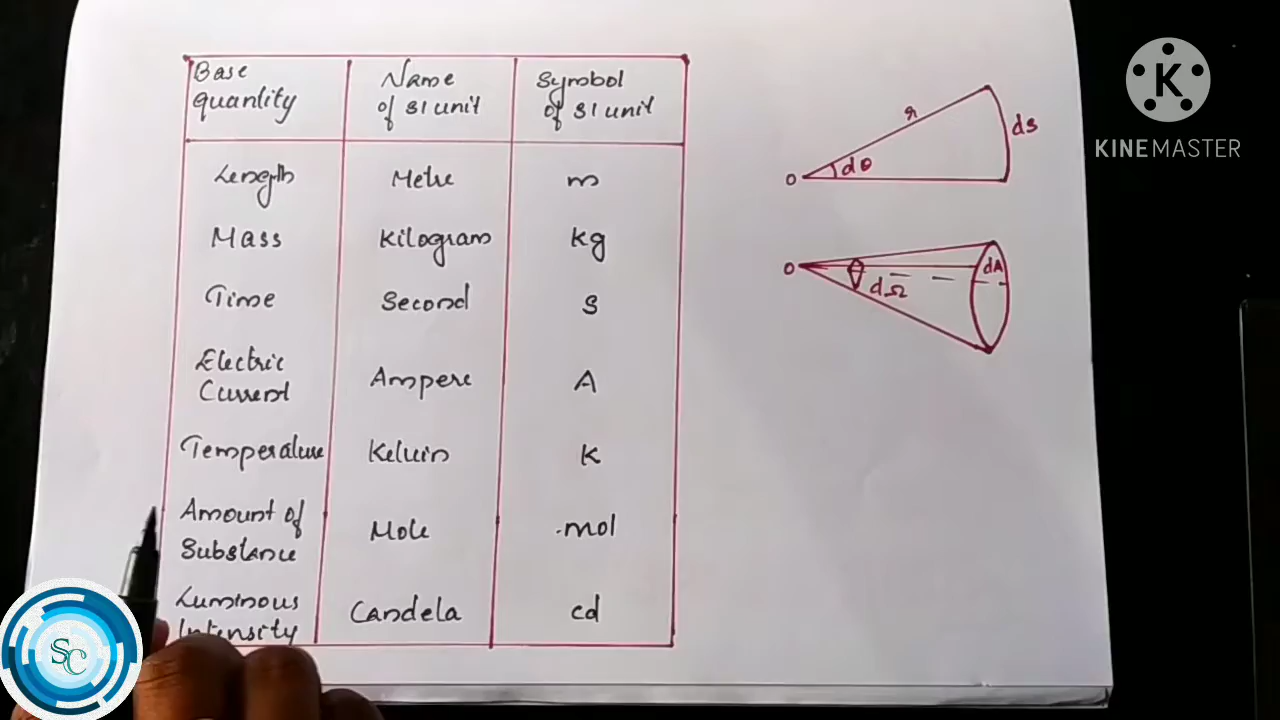 Base quantity
Name of SI unit
Symbol of SI unit
Length Metre m
Mass Kilogram kg
Time Second s
Electric Current Ampere A
Temperature Kelvin K
Amount of Substance Mole mol
Luminous Intensity Candela cd
r
ds
dθ
O
O
dA
dΩ
K
KINEMASTER
SC